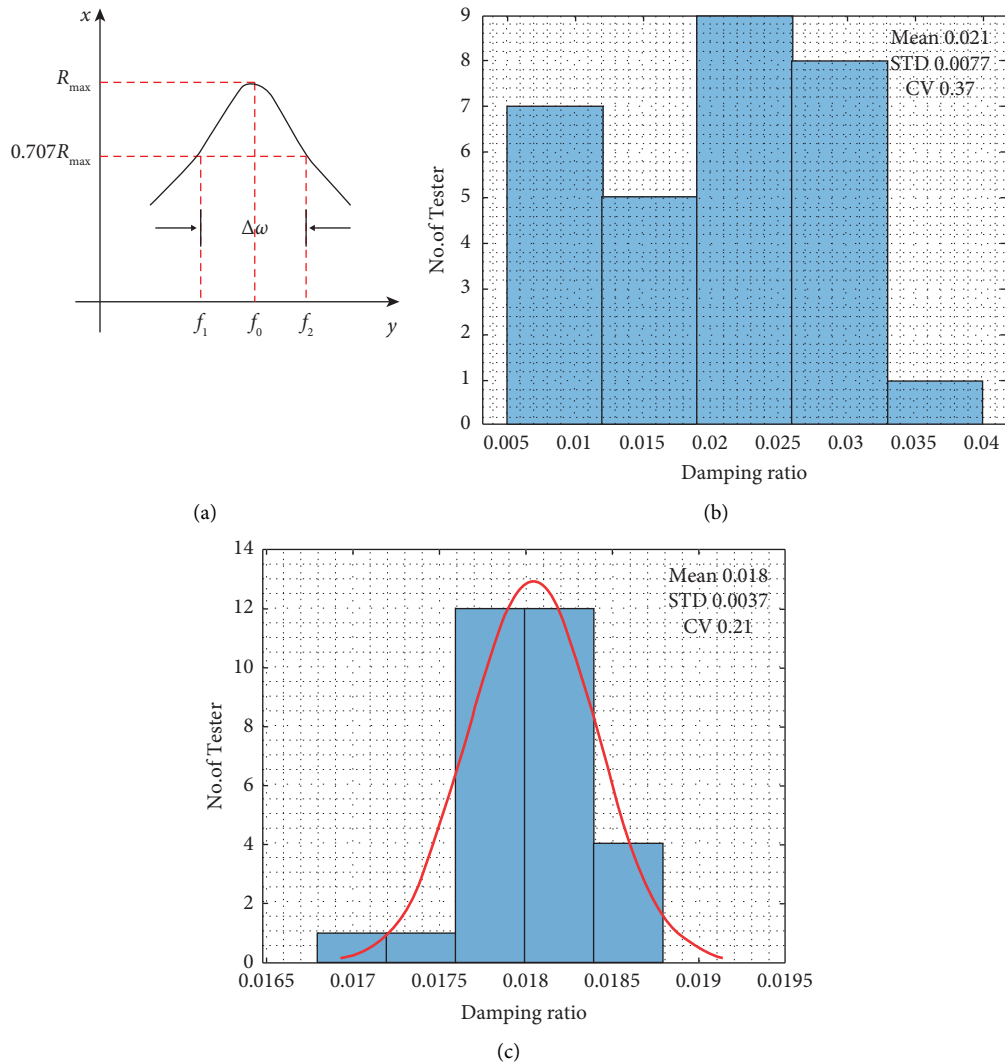 x
R_max
0.707R_max
Δω
f_1 f_0 f_2 y
(a)
9
8
7
6
5
4
3
2
1
0
No.of Tester
Mean 0.021
STD 0.0077
CV 0.37
0.005 0.01 0.015 0.02 0.025 0.03 0.035 0.04
Damping ratio
(b)
14
12
10
8
6
4
2
0
No.of Tester
Mean 0.018
STD 0.0037
CV 0.21
0.0165 0.017 0.0175 0.018 0.0185 0.019 0.0195
Damping ratio
(c)